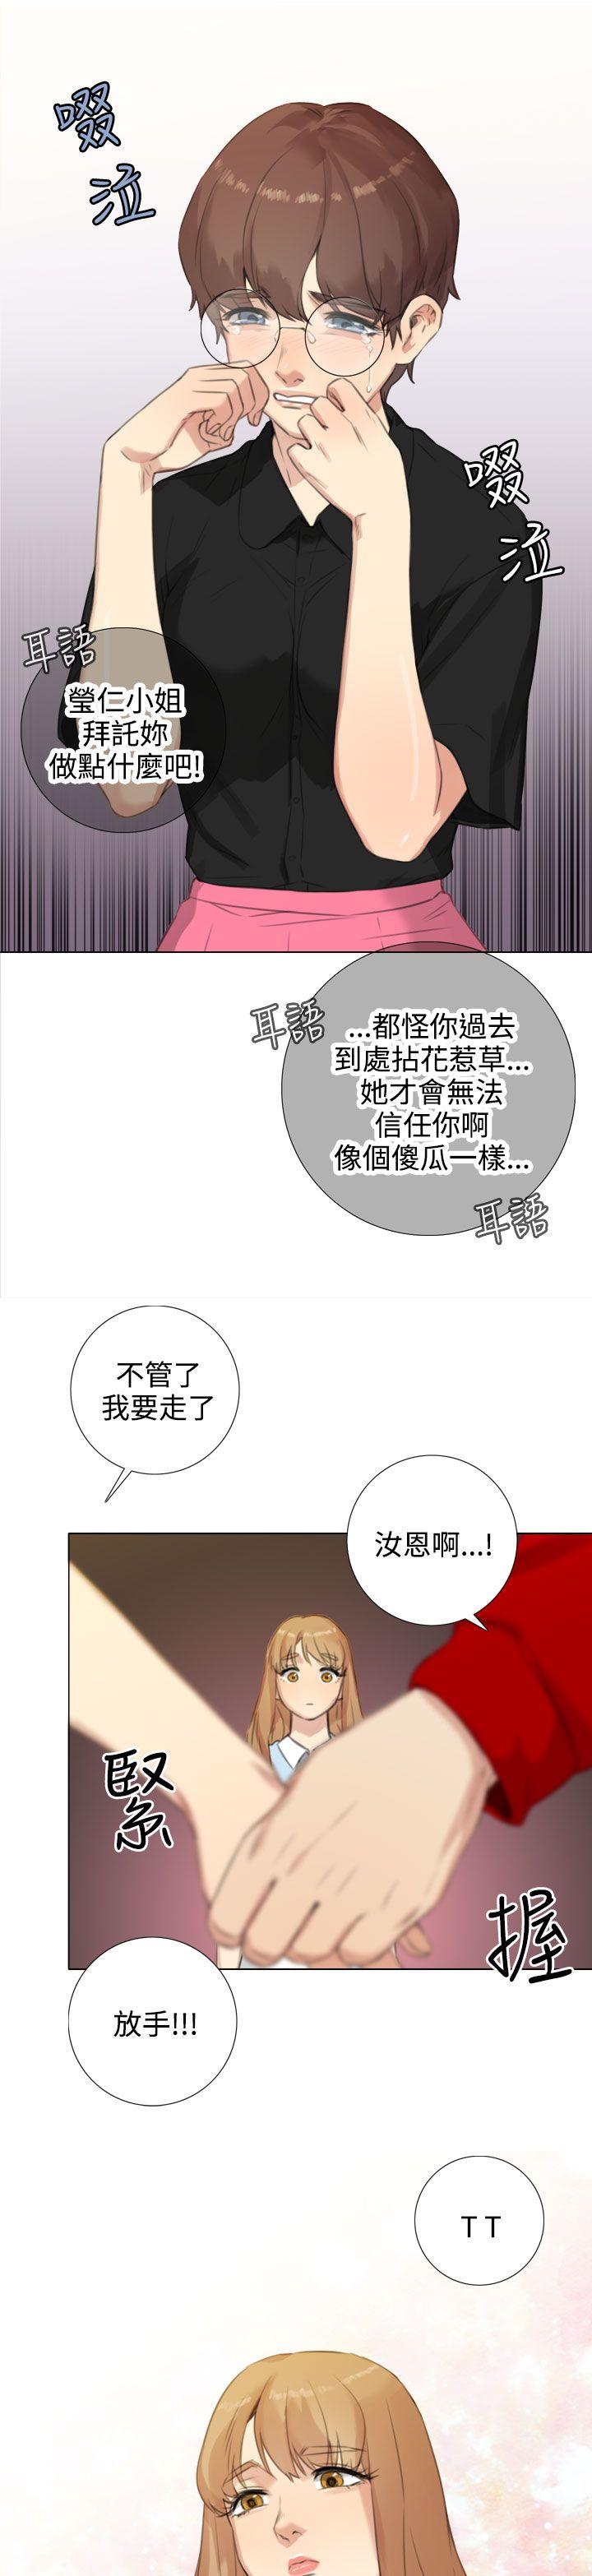 啜
泣
啜
泣
耳語
瑩仁小姐
拜託妳
做點什麼吧!
耳語
...都怪你過去
到處拈花惹草...
她才會無法
信任你啊
像個傻瓜一樣...
耳語
不管了
我要走了
汝恩啊...!
緊
握
放手!!!
T T